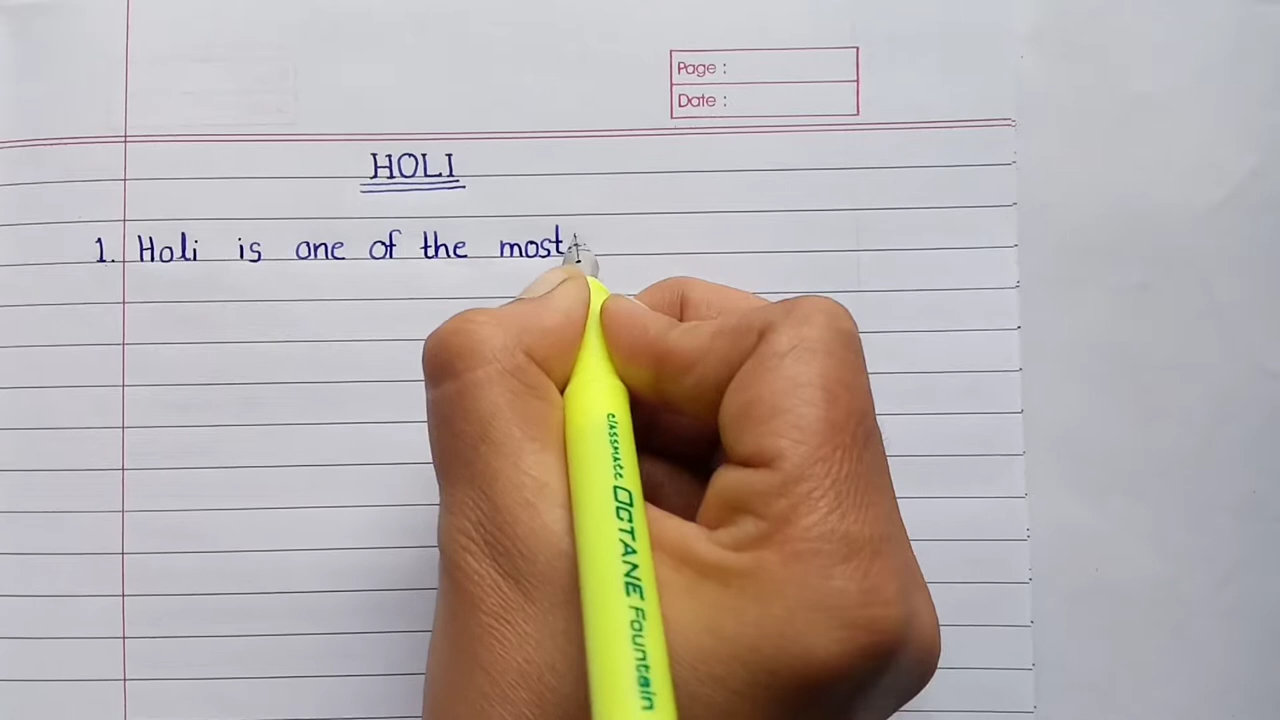 Page :
Date :
HOLI
1. Holi is one of the most
classmate OCTANE Fountain